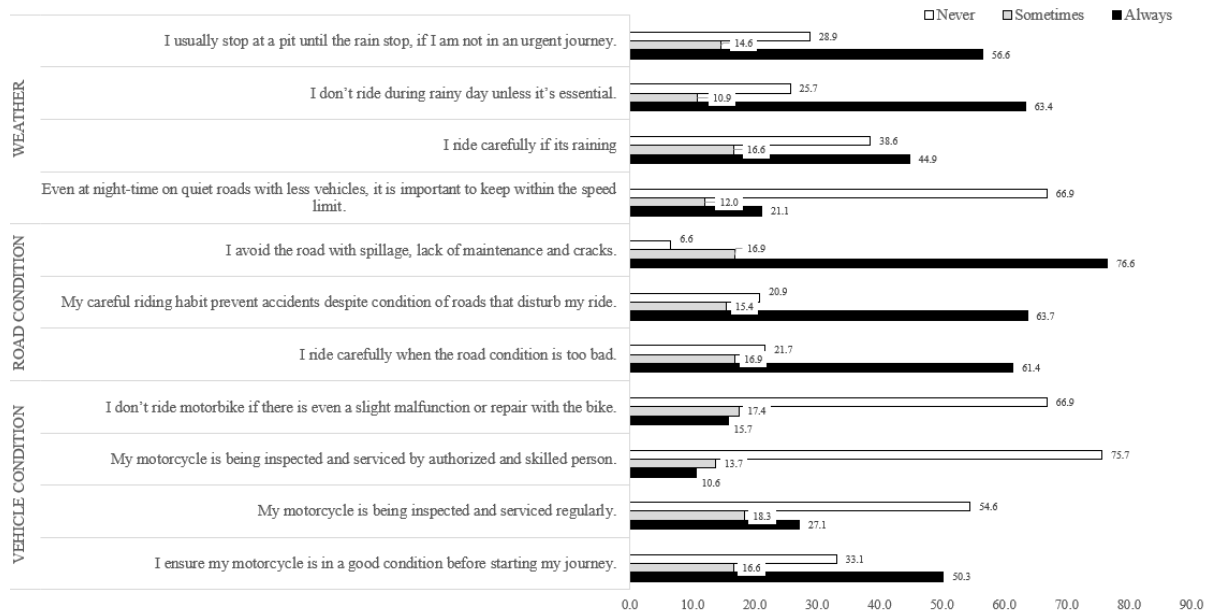 Never Sometimes Always
WEATHER
I usually stop at a pit until the rain stop, if I am not in an urgent journey.
28.9
14.6
56.6
I don't ride during rainy day unless it's essential.
25.7
10.9
63.4
I ride carefully if its raining
38.6
16.6
44.9
Even at night-time on quiet roads with less vehicles, it is important to keep within the speed
limit.
66.9
12.0
21.1
ROAD CONDITION
I avoid the road with spillage, lack of maintenance and cracks.
6.6
16.9
76.6
My careful riding habit prevent accidents despite condition of roads that disturb my ride.
20.9
15.4
63.7
I ride carefully when the road condition is too bad.
21.7
16.9
61.4
VEHICLE CONDITION
I don't ride motorbike if there is even a slight malfunction or repair with the bike.
66.9
17.4
15.7
My motorcycle is being inspected and serviced by authorized and skilled person.
75.7
13.7
10.6
My motorcycle is being inspected and serviced regularly.
54.6
18.3
27.1
I ensure my motorcycle is in a good condition before starting my journey.
33.1
16.6
50.3
0.0 10.0 20.0 30.0 40.0 50.0 60.0 70.0 80.0 90.0